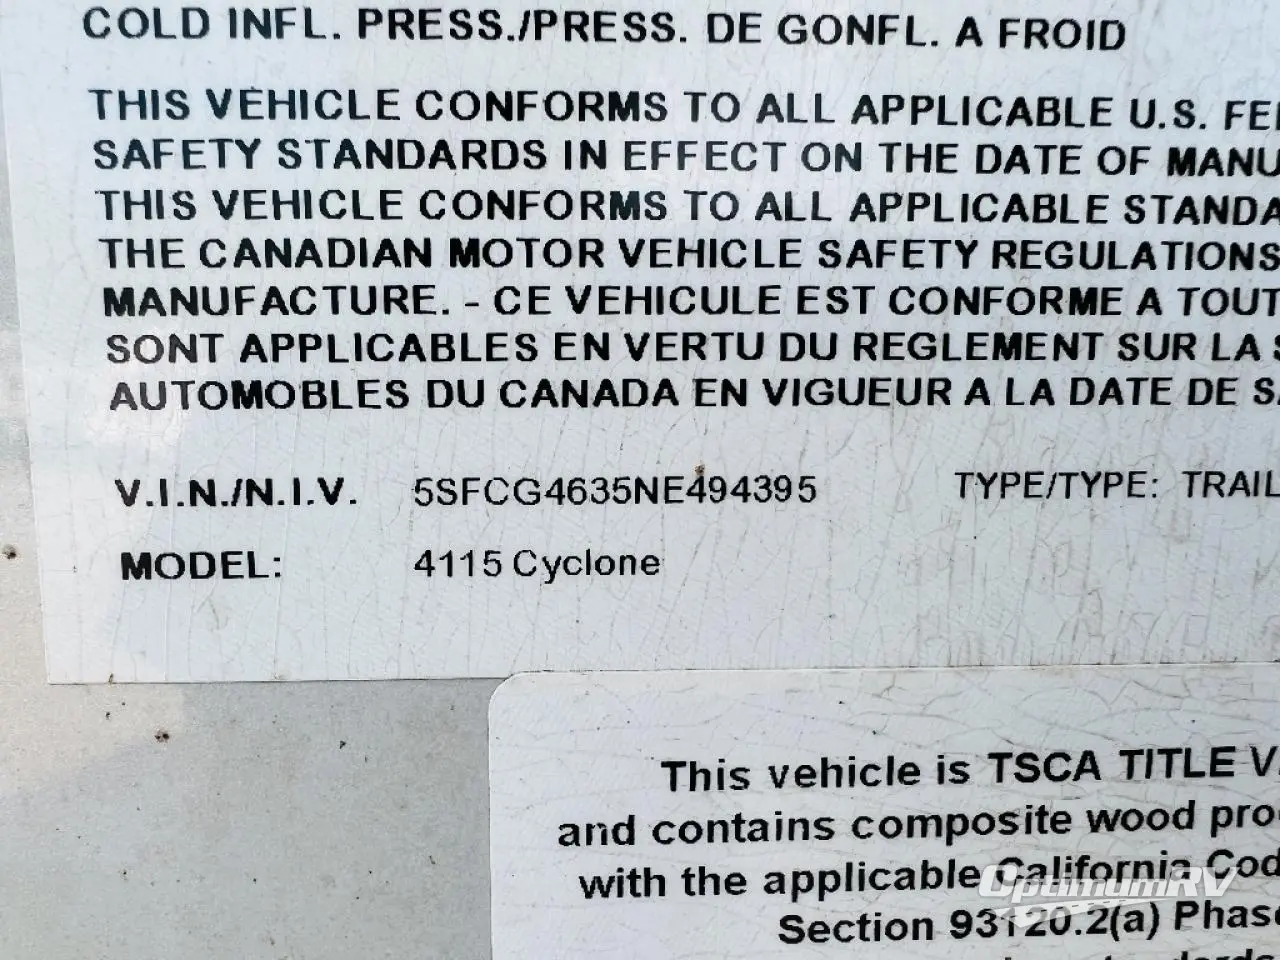 COLD INFL. PRESS./PRESS. DE GONFL. A FROID
THIS VEHICLE CONFORMS TO ALL APPLICABLE U.S. FE
SAFETY STANDARDS IN EFFECT ON THE DATE OF MANU
THIS VEHICLE CONFORMS TO ALL APPLICABLE STANDA
THE CANADIAN MOTOR VEHICLE SAFETY REGULATIONS
MANUFACTURE. - CE VEHICULE EST CONFORME A TOUT
SONT APPLICABLES EN VERTU DU REGLEMENT SUR LA S
AUTOMOBLES DU CANADA EN VIGUEUR A LA DATE DE SA
V.I.N./N.I.V. 5SFCG4635NE494395 TYPE/TYPE: TRAIL
MODEL: 4115 Cyclone
This vehicle is TSCA TITLE V
and contains composite wood pro
with the applicable California Cod
OptimumRV
Section 93120.2(a) Phase